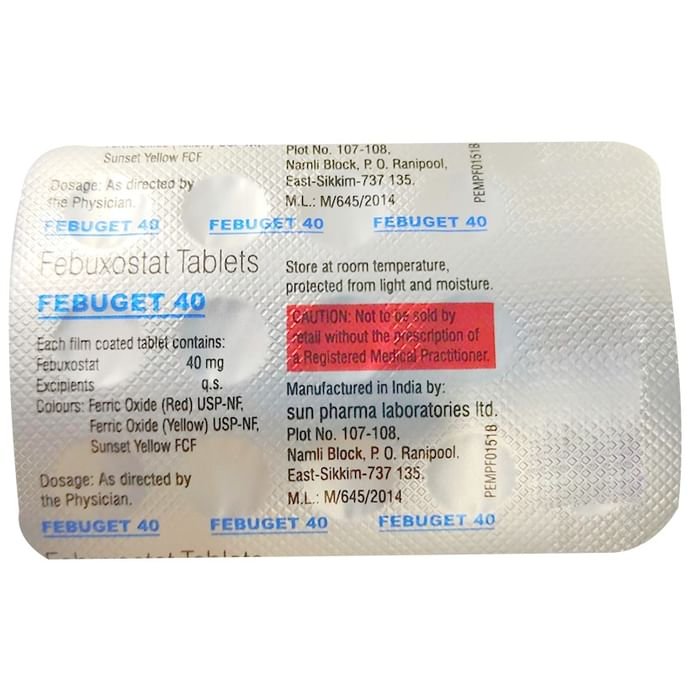 Sunset Yellow FCF
Dosage: As directed by
the Physician.
Plot No. 107-108,
Namli Block, P. O. Ranipool,
East-Sikkim-737 135.
M.L.: M/645/2014
PEMPF0151B
FEBUGET 40 FEBUGET 40 FEBUGET 40
Febuxostat Tablets
FEBUGET 40
Each film coated tablet contains:
Febuxostat 40 mg
Excipients q.s.
Colours: Ferric Oxide (Red) USP-NF,
Ferric Oxide (Yellow) USP-NF,
Sunset Yellow FCF
Dosage: As directed by
the Physician.
Store at room temperature,
protected from light and moisture.
CAUTION: Not to be sold by
retail without the prescription of
a Registered Medical Practitioner.
Manufactured in India by:
sun pharma laboratories ltd.
Plot No. 107-108,
Namli Block, P. O. Ranipool,
East-Sikkim-737 135.
M.L.: M/645/2014
PEMPF0151B
FEBUGET 40 FEBUGET 40 FEBUGET 40
Febuxostat Tablets